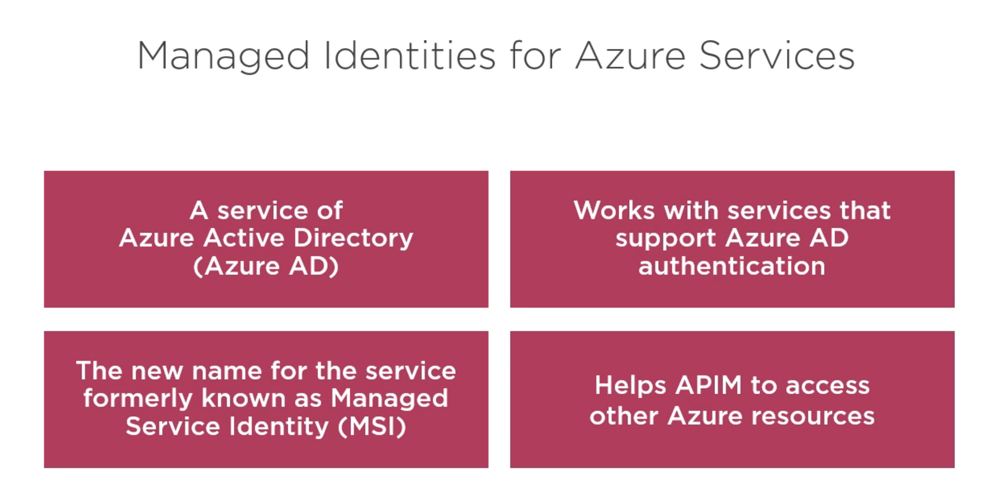 Managed Identities for Azure Services
A service of
Azure Active Directory
(Azure AD)
Works with services that
support Azure AD
authentication
The new name for the service
formerly known as Managed
Service Identity (MSI)
Helps APIM to access
other Azure resources